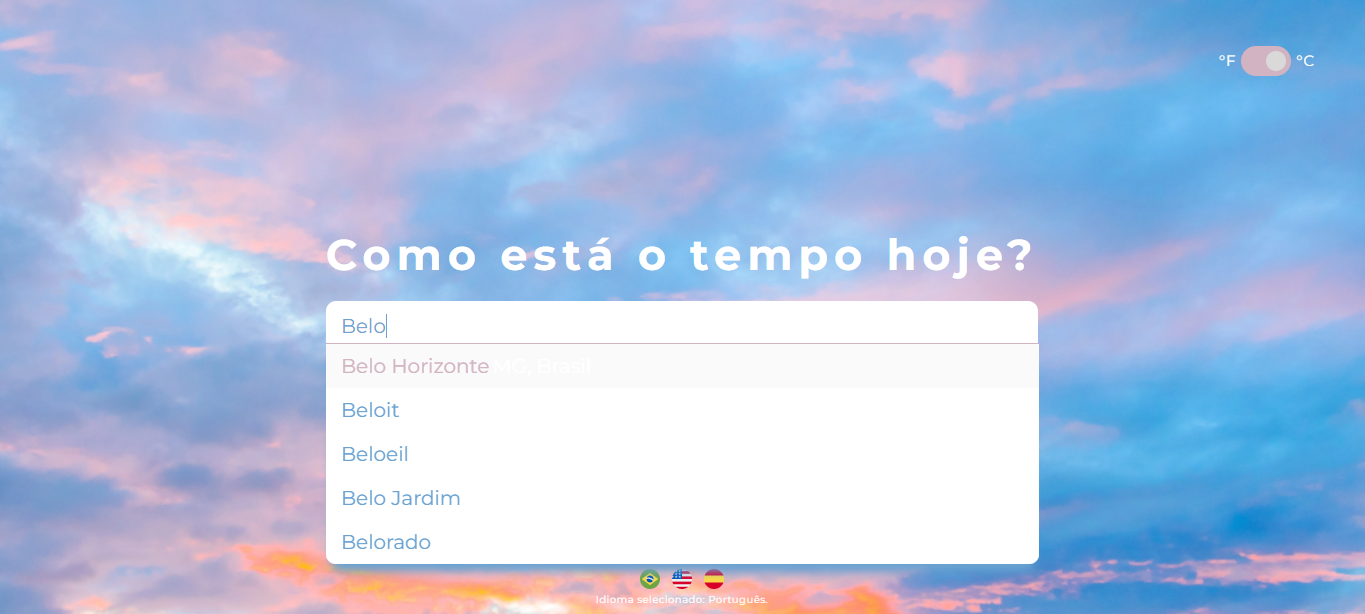 °F °C
Como está o tempo hoje?
Belo
Belo Horizonte MG, Brasil
Beloit
Beloeil
Belo Jardim
Belorado
Idioma selecionado: Português.